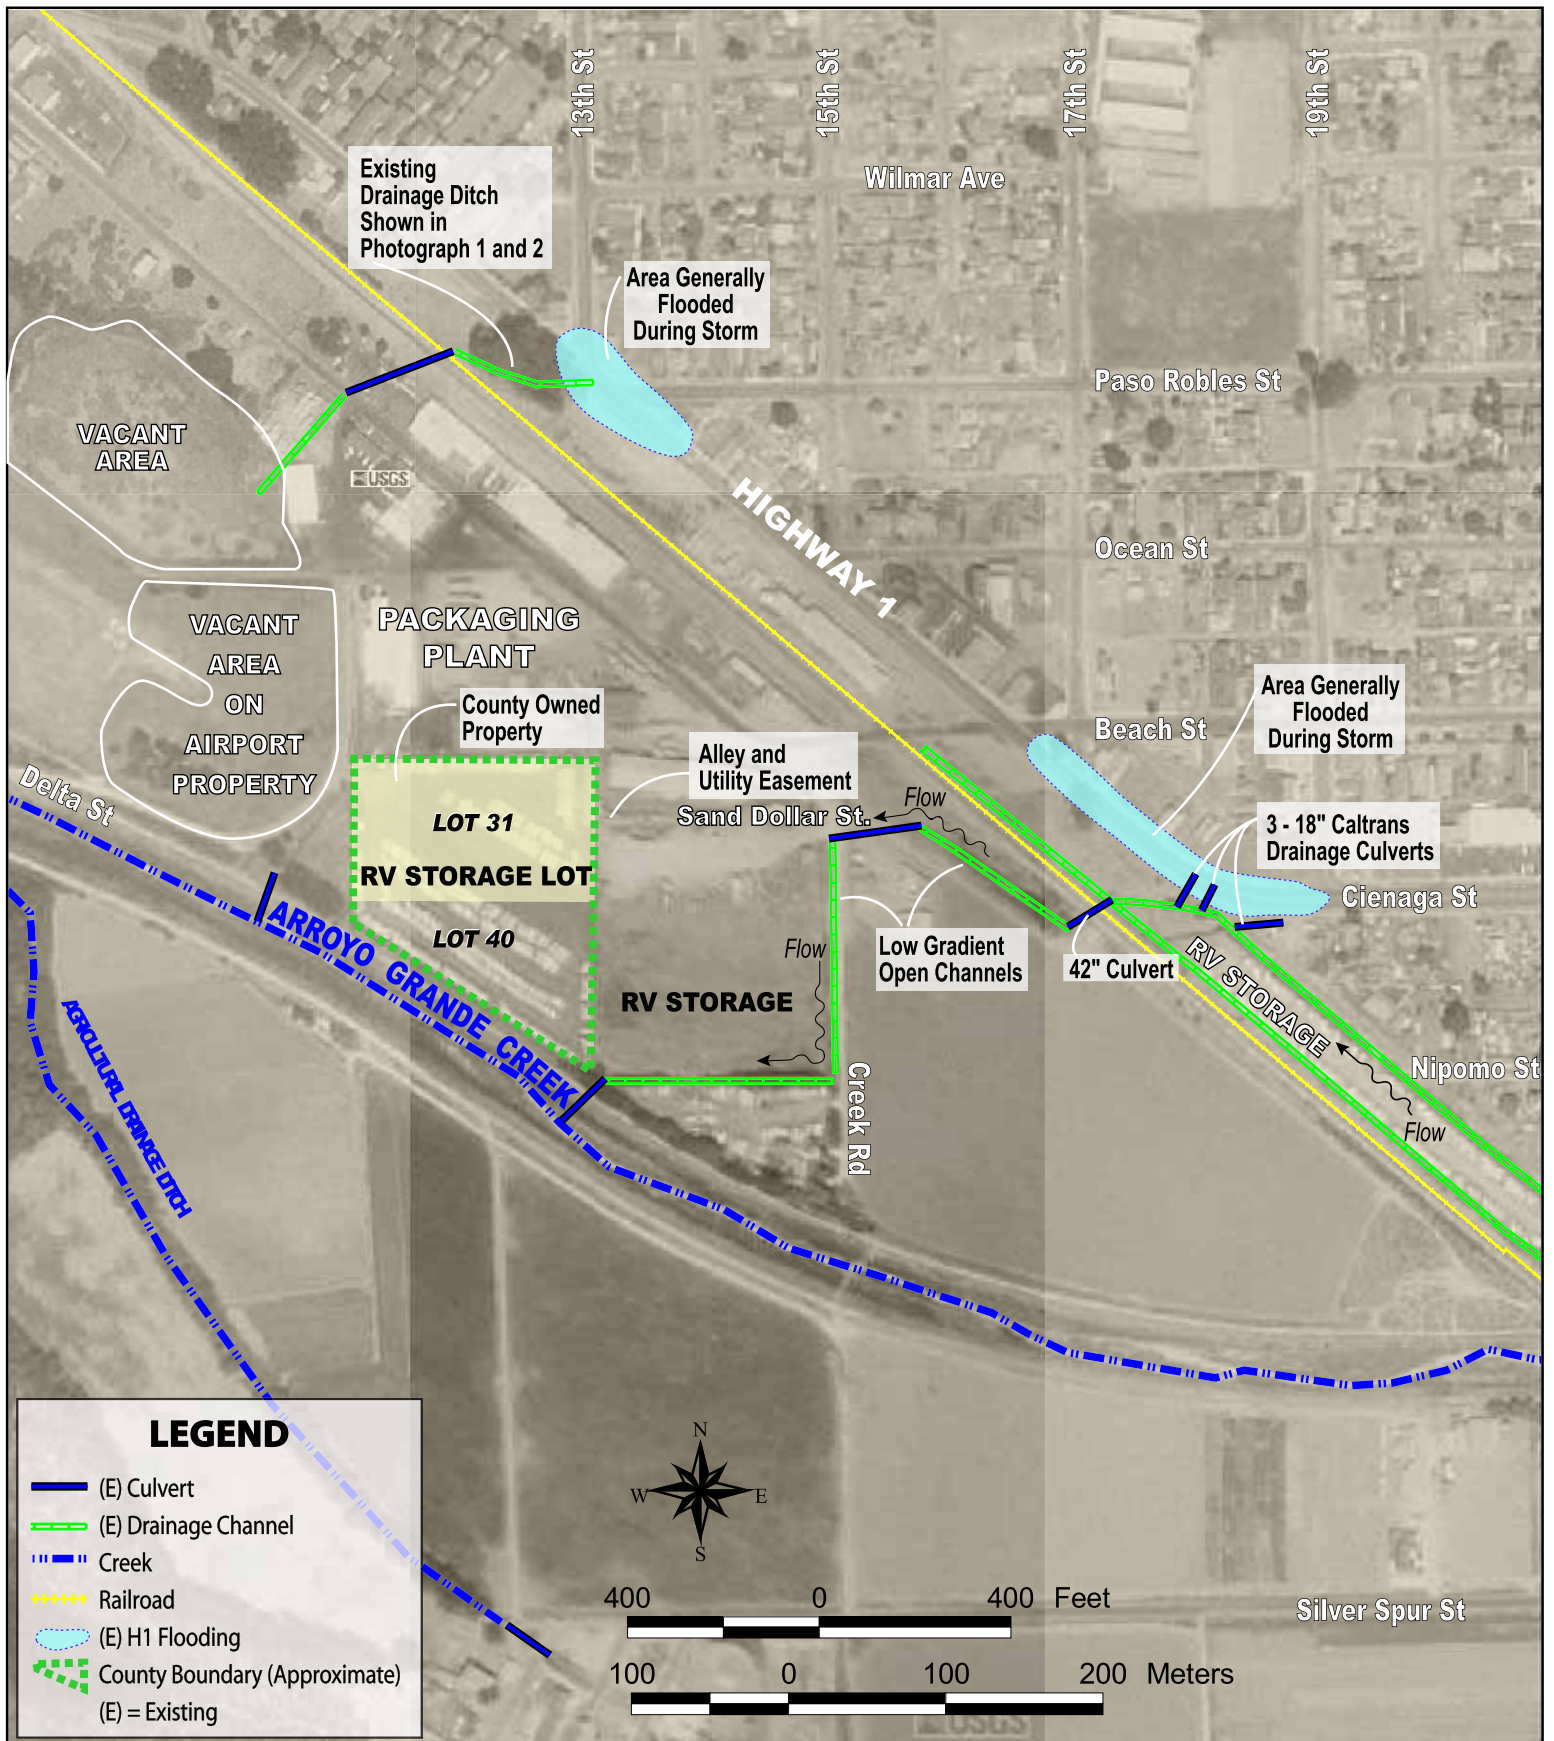 13th St
15th St
17th St
19th St
Wilmar Ave
Existing
Drainage Ditch
Shown in
Photograph 1 and 2
Area Generally
Flooded
During Storm
Paso Robles St
VACANT
AREA
USGS
HIGHWAY 1
Ocean St
VACANT
AREA
ON
AIRPORT
PROPERTY
PACKAGING
PLANT
County Owned
Property
Area Generally
Flooded
During Storm
Beach St
Alley and
Utility Easement
Delta St
Sand Dollar St.
Flow
LOT 31
3 - 18" Caltrans
Drainage Culverts
RV STORAGE LOT
Cienaga St
ARROYO GRANDE CREEK
LOT 40
Flow
Low Gradient
Open Channels
42" Culvert
RV STORAGE
RV STORAGE
AGRICULTURAL DRAINAGE DITCH
Creek Rd
Nipomo St
Flow
LEGEND
(E) Culvert
(E) Drainage Channel
Creek
Railroad
(E) H1 Flooding
County Boundary (Approximate)
(E) = Existing
N
W E
S
400 0 400 Feet
100 0 100 200 Meters
Silver Spur St
USGS